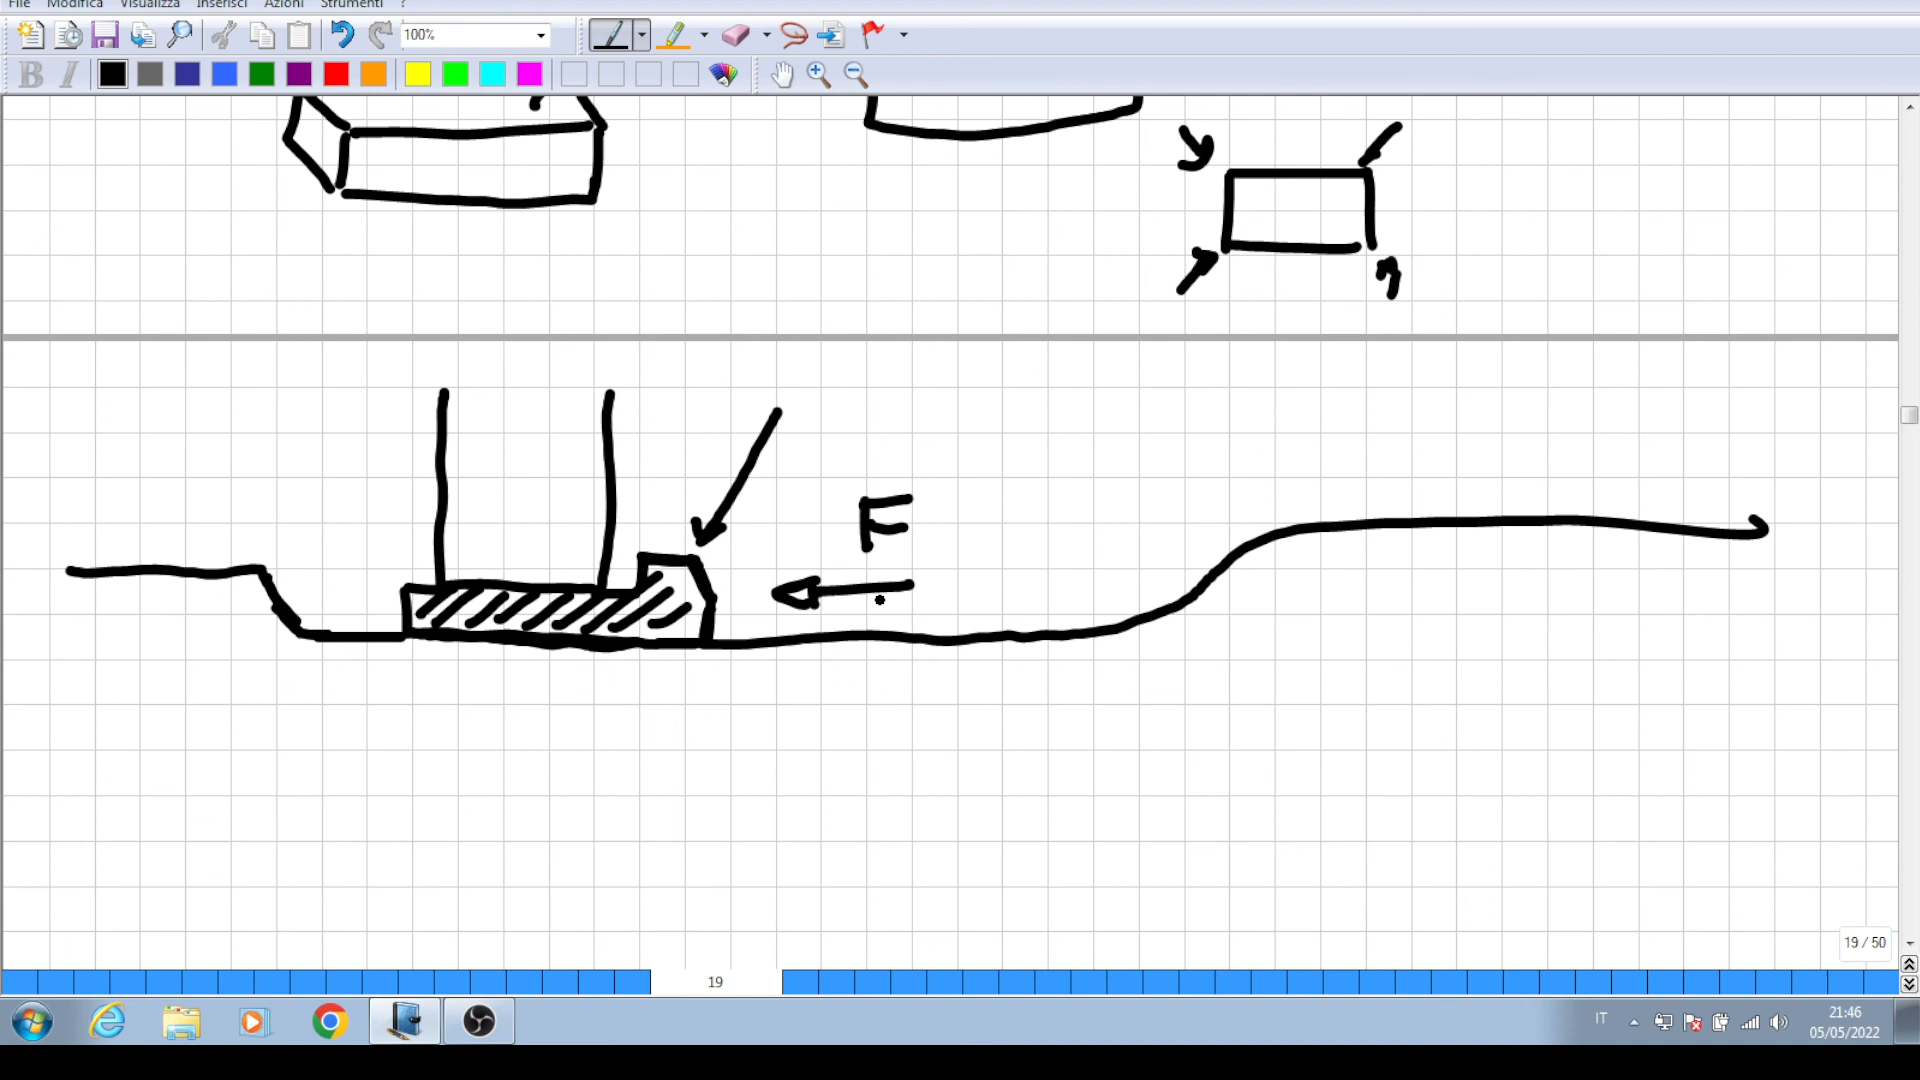 File Modifica Visualizza Inserisci Azioni Strumenti ?
100%
B I
F
19 / 50
19
IT
21:46
05/05/2022